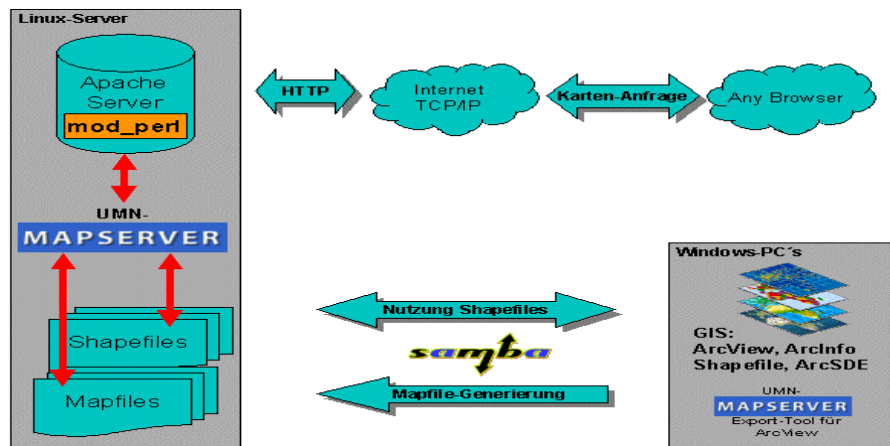 Linux-Server
Apache
Server
mod_perl
HTTP
Internet
TCP/IP
Karten-Anfrage
Any Browser
UMN-
MAPSERVER
Shapefiles
Mapfiles
Nutzung Shapefiles
samba
Mapfile-Generierung
Windows-PC´s
GIS:
ArcView, ArcInfo
Shapefile, ArcSDE
UMN-
MAPSERVER
Export-Tool für
ArcView